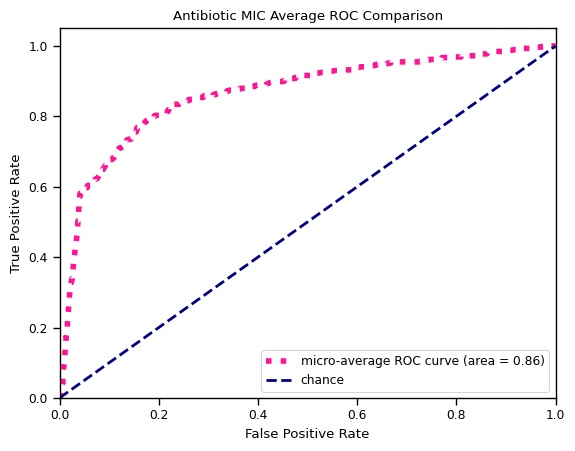 Antibiotic MIC Average ROC Comparison
1.0
0.8
0.6
0.4
0.2
0.0
True Positive Rate
micro-average ROC curve (area = 0.86)
chance
0.0 0.2 0.4 0.6 0.8 1.0
False Positive Rate